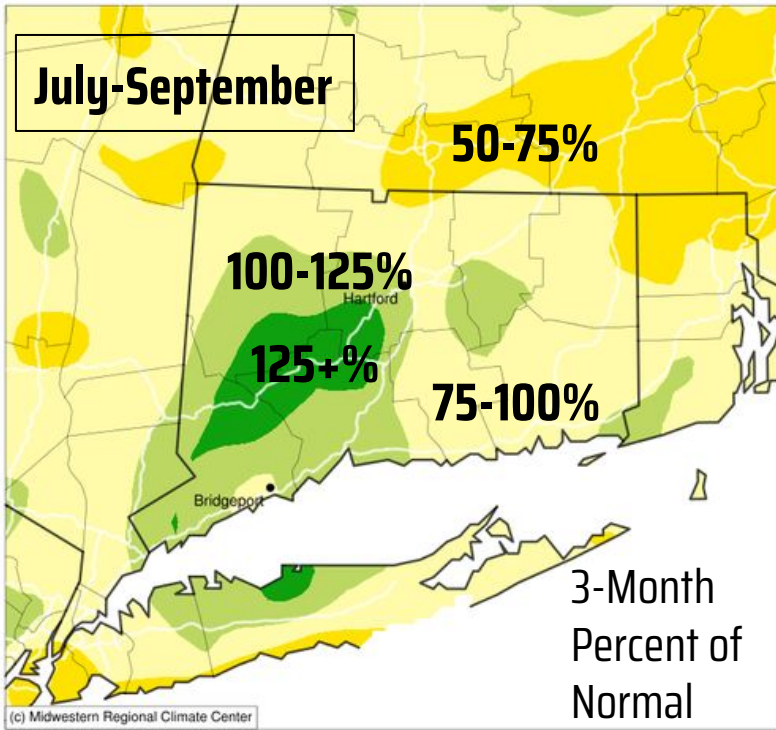 July-September
50-75%
100-125%
Hartford
125+%
75-100%
Bridgeport
3-Month
Percent of
Normal
(c) Midwestern Regional Climate Center